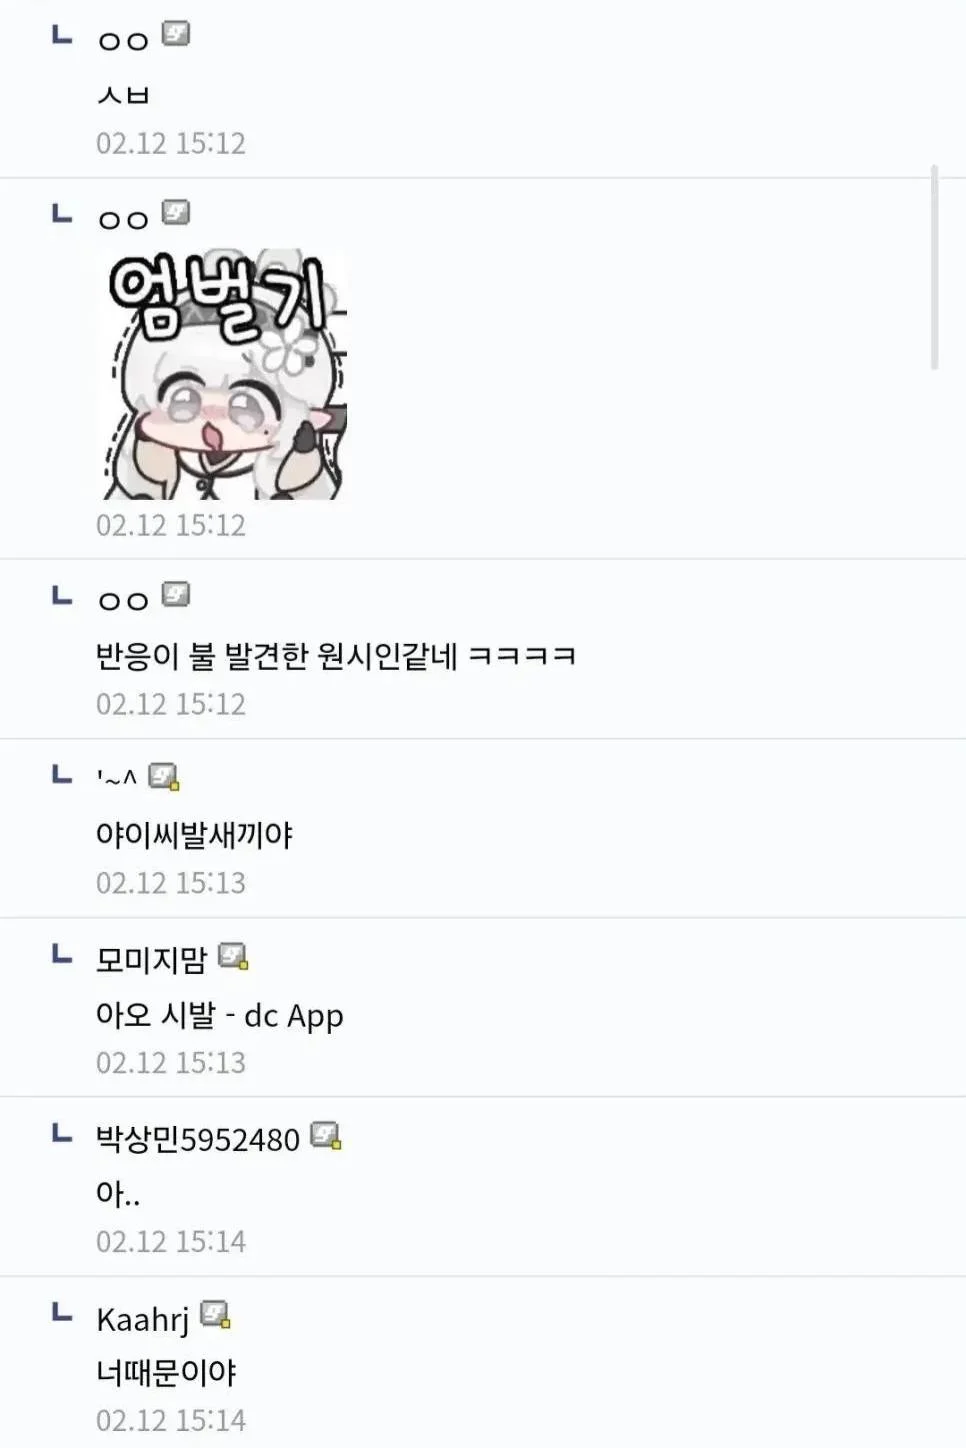 ㄴ ㅇㅇ
ㅅㅂ
02.12 15:12
ㄴ ㅇㅇ
엄벌기
02.12 15:12
ㄴ ㅇㅇ
반응이 불 발견한 원시인같네 ㅋㅋㅋㅋ
02.12 15:12
ㄴ '~^
야이씨발새끼야
02.12 15:13
ㄴ 모미지맘
아오 시발 - dc App
02.12 15:13
ㄴ 박상민5952480
아..
02.12 15:14
ㄴ Kaahrj
너때문이야
02.12 15:14